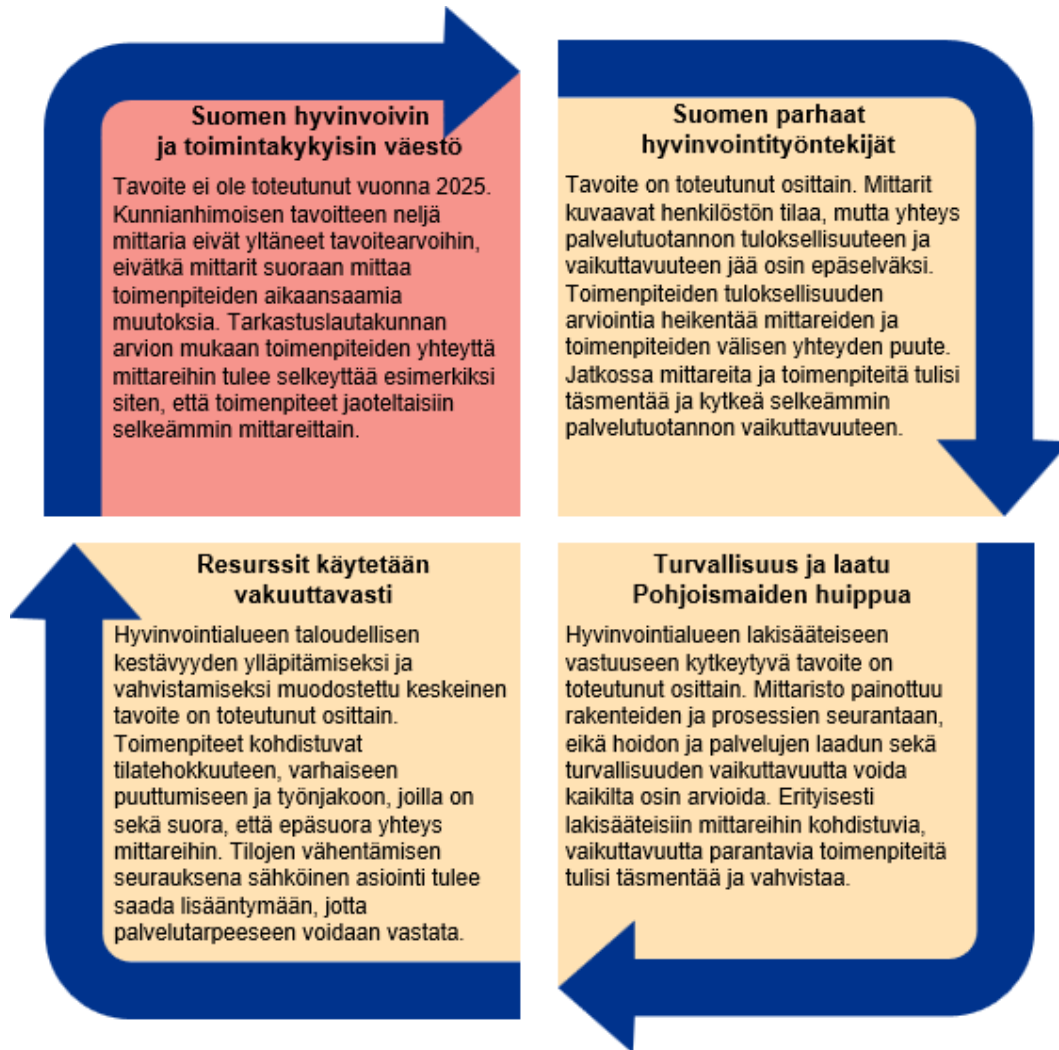 Suomen hyvinvoivin
ja toimintakykyisin väestö
Tavoite ei ole toteutunut vuonna 2025.
Kunnianhimoisen tavoitteen neljä
mittaria eivät yltäneet tavoitearvoihin,
eivätkä mittarit suoraan mittaa
toimenpiteiden aikaansaamia
muutoksia. Tarkastuslautakunnan
arvion mukaan toimenpiteiden yhteyttä
mittareihin tulee selkeyttää esimerkiksi
siten, että toimenpiteet jaoteltaisiin
selkeämmin mittareittain.
Suomen parhaat
hyvinvointityöntekijät
Tavoite on toteutunut osittain. Mittarit
kuvaavat henkilöstön tilaa, mutta yhteys
palvelutuotannon tuloksellisuuteen ja
vaikuttavuuteen jää osin epäselväksi.
Toimenpiteiden tuloksellisuuden
arviointia heikentää mittareiden ja
toimenpiteiden välisen yhteyden puute.
Jatkossa mittareita ja toimenpiteitä tulisi
täsmentää ja kytkeä selkeämmin
palvelutuotannon vaikuttavuuteen.
Resurssit käytetään
vakuuttavasti
Hyvinvointialueen taloudellisen
kestävyyden ylläpitämiseksi ja
vahvistamiseksi muodostettu keskeinen
tavoite on toteutunut osittain.
Toimenpiteet kohdistuvat
tilatehokkuuteen, varhaiseen
puuttumiseen ja työnjakoon, joilla on
sekä suora, että epäsuora yhteys
mittareihin. Tilojen vähentämisen
seurauksena sähköinen asiointi tulee
saada lisääntymään, jotta
palvelutarpeeseen voidaan vastata.
Turvallisuus ja laatu
Pohjoismaiden huippua
Hyvinvointialueen lakisääteiseen
vastuuseen kytkeytyvä tavoite on
toteutunut osittain. Mittaristo painottuu
rakenteiden ja prosessien seurantaan,
eikä hoidon ja palvelujen laadun sekä
turvallisuuden vaikuttavuutta voida
kaikilta osin arvioida. Erityisesti
lakisääteisiin mittareihin kohdistuvia,
vaikuttavuutta parantavia toimenpiteitä
tulisi täsmentää ja vahvistaa.